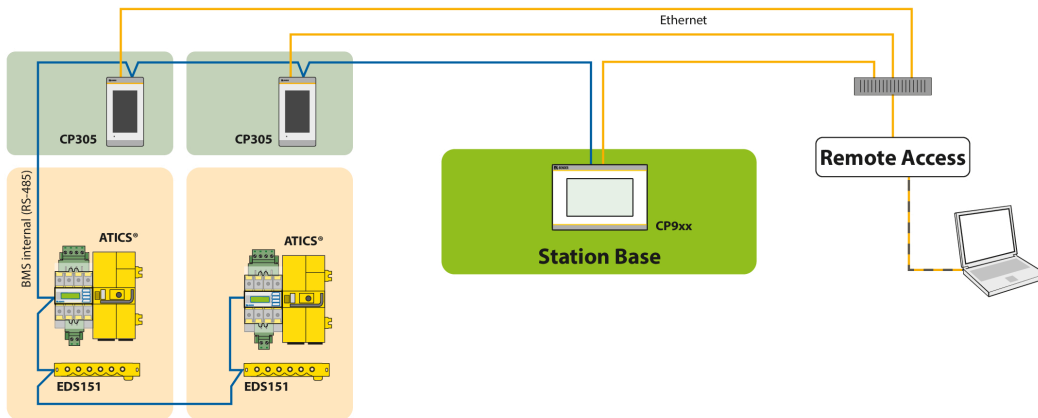 Ethernet
CP305
CP305
Remote Access
BMS internal (RS-485)
CP9xx
Station Base
ATICS®
ATICS®
EDS151
EDS151